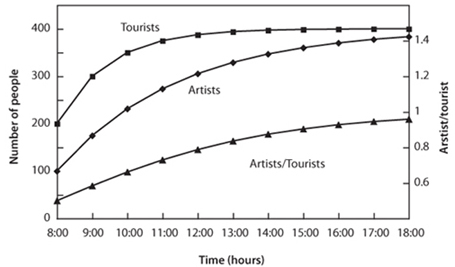 Tourists
Artists
Artists/Tourists
Number of people
400
300
200
100
0
Arstist/tourist
1.4
1.2
1
0.8
0.6
8:00 9:00 10:00 11:00 12:00 13:00 14:00 15:00 16:00 17:00 18:00
Time (hours)